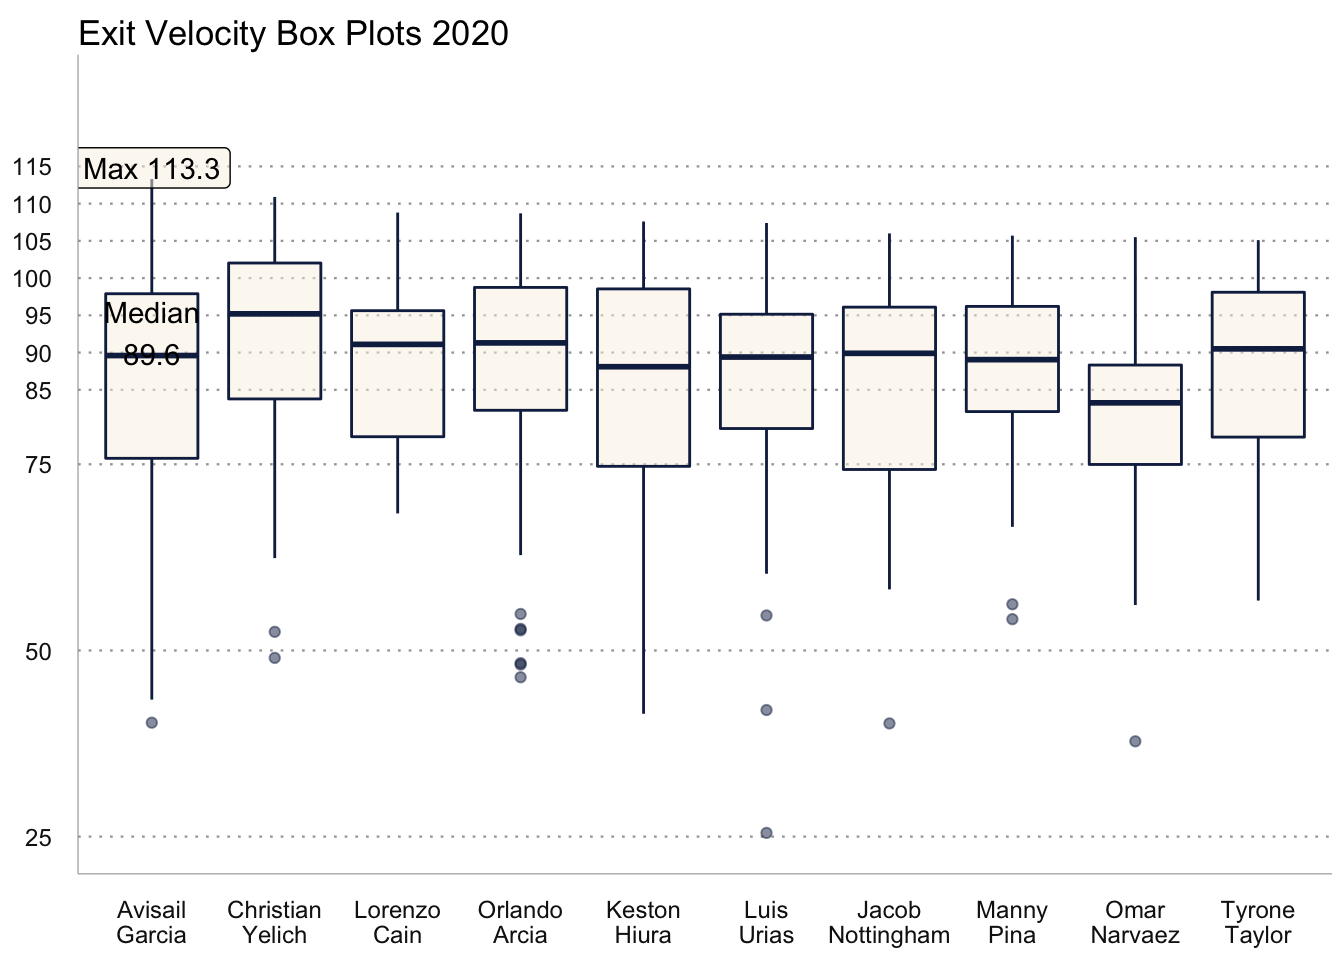 Exit Velocity Box Plots 2020
115
110
105
100
95
90
85
75
50
25
Max 113.3
Median
89.6
Avisail
Garcia
Christian
Yelich
Lorenzo
Cain
Orlando
Arcia
Keston
Hiura
Luis
Urias
Jacob
Nottingham
Manny
Pina
Omar
Narvaez
Tyrone
Taylor